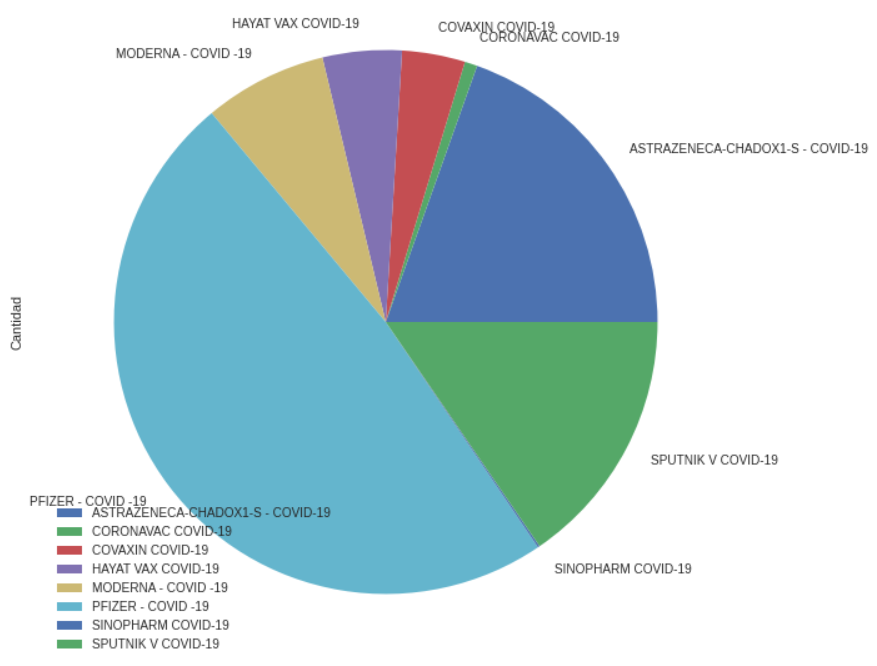 HAYAT VAX COVID-19
COVAXIN COVID-19
CORONAVAC COVID-19
MODERNA - COVID -19
ASTRAZENECA-CHADOX1-S - COVID-19
Cantidad
SPUTNIK V COVID-19
PFIZER - COVID -19
SINOPHARM COVID-19
ASTRAZENECA-CHADOX1-S - COVID-19
CORONAVAC COVID-19
COVAXIN COVID-19
HAYAT VAX COVID-19
MODERNA - COVID -19
PFIZER - COVID -19
SINOPHARM COVID-19
SPUTNIK V COVID-19